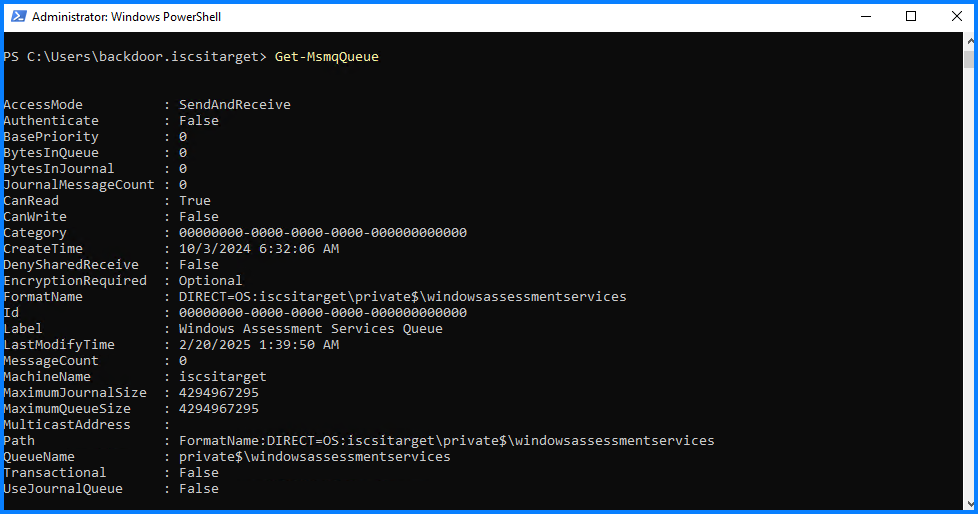 Administrator: Windows PowerShell
PS C:\Users\backdoor.iscsitarget> Get-MsmqQueue
AccessMode : SendAndReceive
Authenticate : False
BasePriority : 0
BytesInQueue : 0
BytesInJournal : 0
JournalMessageCount : 0
CanRead : True
CanWrite : False
Category : 00000000-0000-0000-0000-000000000000
CreateTime : 10/3/2024 6:32:06 AM
DenySharedReceive : False
EncryptionRequired : Optional
FormatName : DIRECT=OS:iscsitarget\private$\windowsassessmentservices
Id : 00000000-0000-0000-0000-000000000000
Label : Windows Assessment Services Queue
LastModifyTime : 2/20/2025 1:39:50 AM
MessageCount : 0
MachineName : iscsitarget
MaximumJournalSize : 4294967295
MaximumQueueSize : 4294967295
MulticastAddress :
Path : FormatName:DIRECT=OS:iscsitarget\private$\windowsassessmentservices
QueueName : private$\windowsassessmentservices
Transactional : False
UseJournalQueue : False